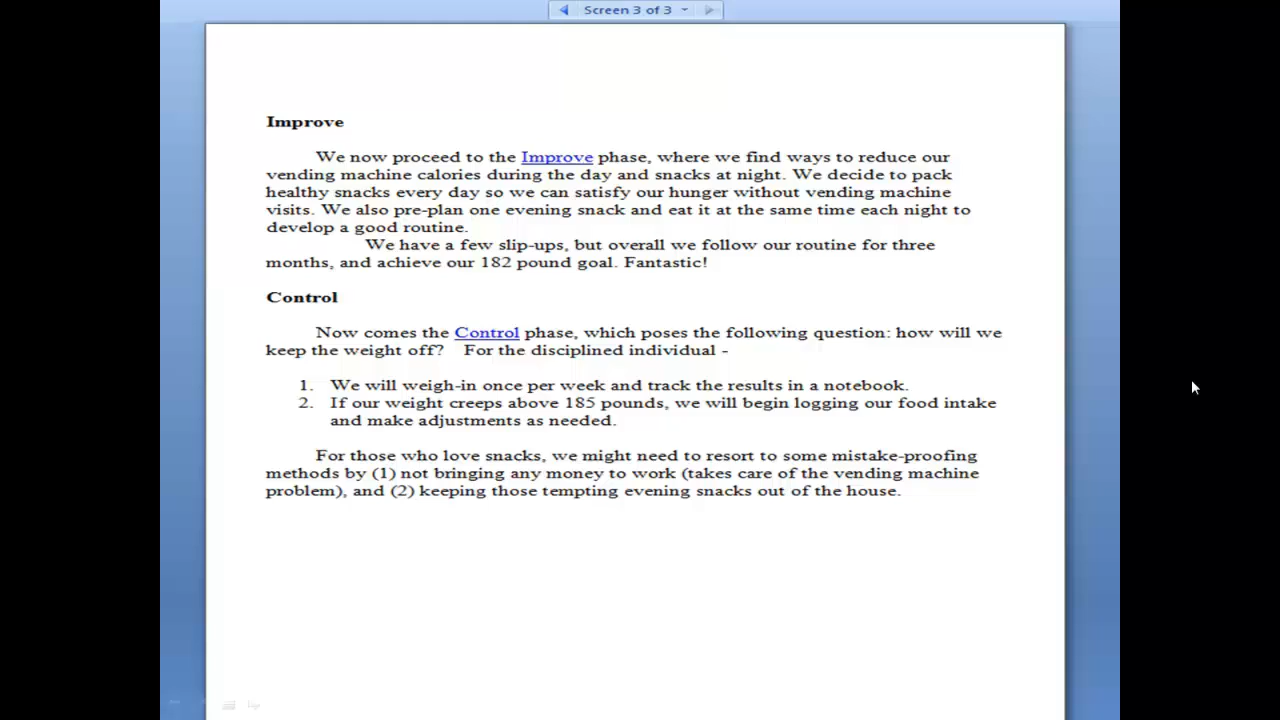 Screen 3 of 3
Improve
We now proceed to the Improve phase, where we find ways to reduce our
vending machine calories during the day and snacks at night. We decide to pack
healthy snacks every day so we can satisfy our hunger without vending machine
visits. We also pre-plan one evening snack and eat it at the same time each night to
develop a good routine.
We have a few slip-ups, but overall we follow our routine for three
months, and achieve our 182 pound goal. Fantastic!
Control
Now comes the Control phase, which poses the following question: how will we
keep the weight off? For the disciplined individual -
1. We will weigh-in once per week and track the results in a notebook.
2. If our weight creeps above 185 pounds, we will begin logging our food intake
and make adjustments as needed.
For those who love snacks, we might need to resort to some mistake-proofing
methods by (1) not bringing any money to work (takes care of the vending machine
problem), and (2) keeping those tempting evening snacks out of the house.